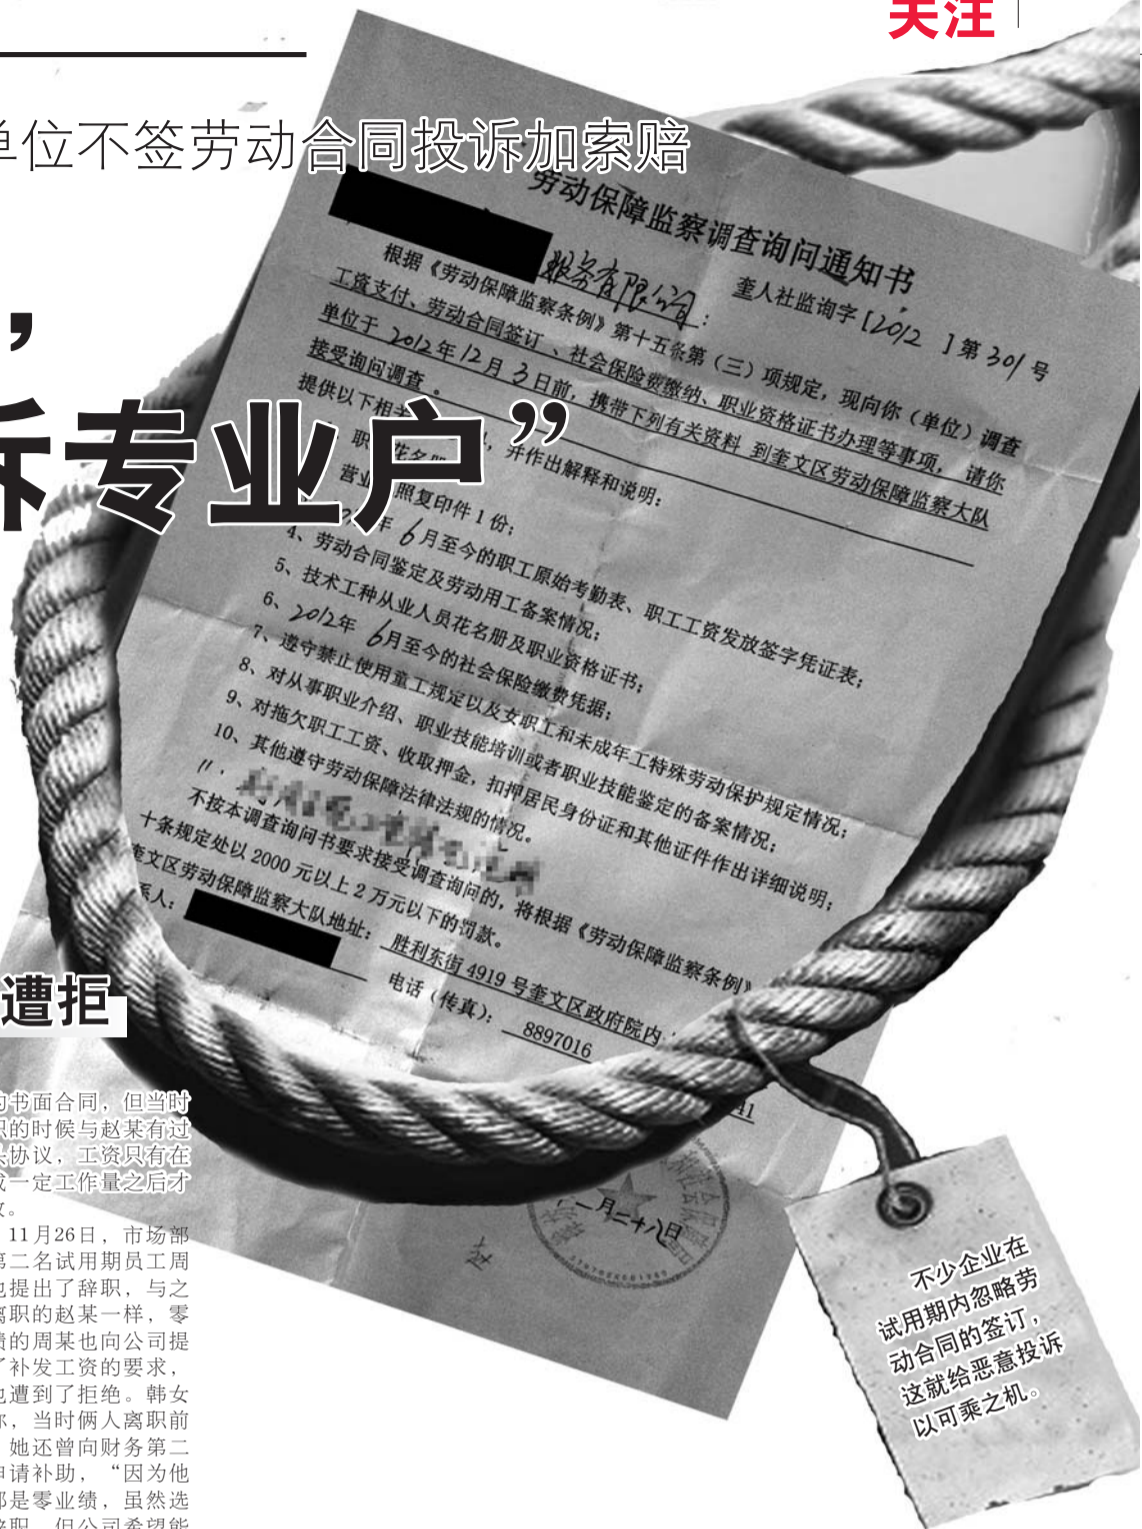 关注
单位不签劳动合同投诉加索赔
，
诉专业户”
劳动保障监察调查询问通知书
奎人社监询字［2012］第301号
服务有限公司：
根据《劳动保障监察条例》第十五条第（三）项规定，现向你（单位）调查
工资支付、劳动合同签订、社会保险费缴纳、职业资格证书办理等事项，请你
单位于2012年12月3日前，携带下列有关资料 到奎文区劳动保障监察大队
接受询问调查。
提供以下相关 ，并作出解释和说明：
职 花名册
营业 照复印件1份；
年6月至今的职工原始考勤表、职工工资发放签字凭证表；
4、劳动合同鉴定及劳动用工备案情况；
5、技术工种从业人员花名册及职业资格证书；
6、2012年6月至今的社会保险缴费凭据；
7、遵守禁止使用童工规定以及女职工和未成年工特殊劳动保护规定情况；
8、对从事职业介绍、职业技能培训或者职业技能鉴定的备案情况；
9、对拖欠职工工资、收取押金，扣押居民身份证和其他证件作出详细说明；
10、其他遵守劳动保障法律法规的情况。
11.
不按本调查询问书要求接受调查询问的，将根据《劳动保障监察条例》
十条规定处以2000元以上2万元以下的罚款。
奎文区劳动保障监察大队地址：胜利东街4919号奎文区政府院内
系人：
电话（传真）：8897016
41
一月二十八日
遭拒
的书面合同，但当时
职的时候与赵某有过
头协议，工资只有在
成一定工作量之后才
发。
11月26日，市场部
第二名试用期员工周
也提出了辞职，与之
离职的赵某一样，零
绩的周某也向公司提
了补发工资的要求，
也遭到了拒绝。韩女
称，当时俩人离职前
她还曾向财务第二
申请补助，“因为他
都是零业绩，虽然选
辞职，但公司希望能
不少企业在
试用期内忽略劳
动合同的签订，
这就给恶意投诉
以可乘之机。